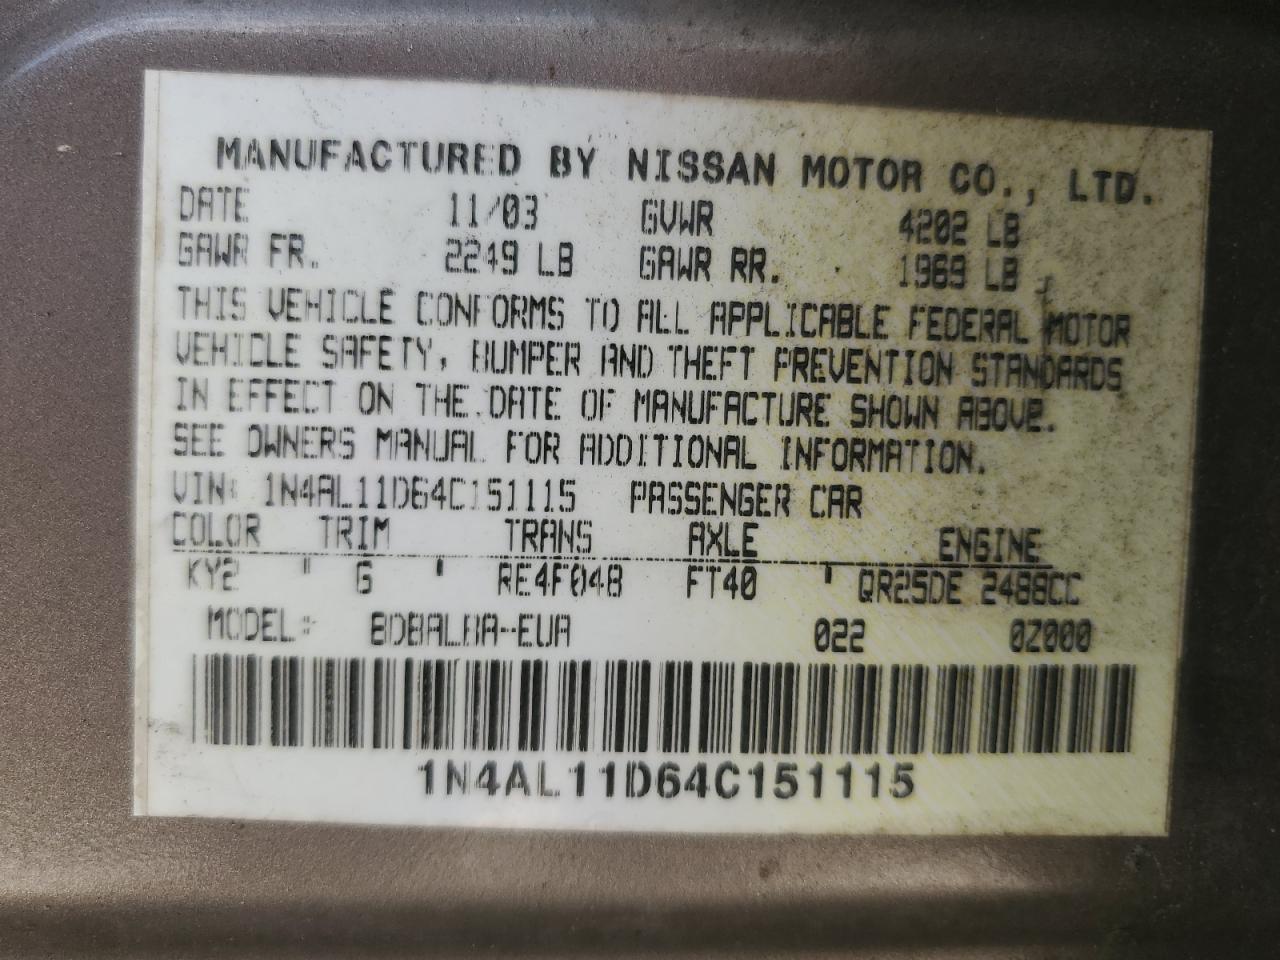 MANUFACTURED BY NISSAN MOTOR CO., LTD.
DATE 11/03 GVWR 4202 LB
GAWR FR. 2249 LB GAWR RR. 1969 LB
THIS VEHICLE CONFORMS TO ALL APPLICABLE FEDERAL MOTOR
VEHICLE SAFETY, BUMPER AND THEFT PREVENTION STANDARDS
IN EFFECT ON THE DATE OF MANUFACTURE SHOWN ABOVE.
SEE OWNERS MANUAL FOR ADDITIONAL INFORMATION.
VIN: 1N4AL11D64C151115 PASSENGER CAR
COLOR TRIM TRANS AXLE ENGINE
KY2 " G ' RE4F04B FT40 ' QR25DE 2488CC
MODEL: BDBALBA-EUA 022 0Z000
1N4AL11D64C151115